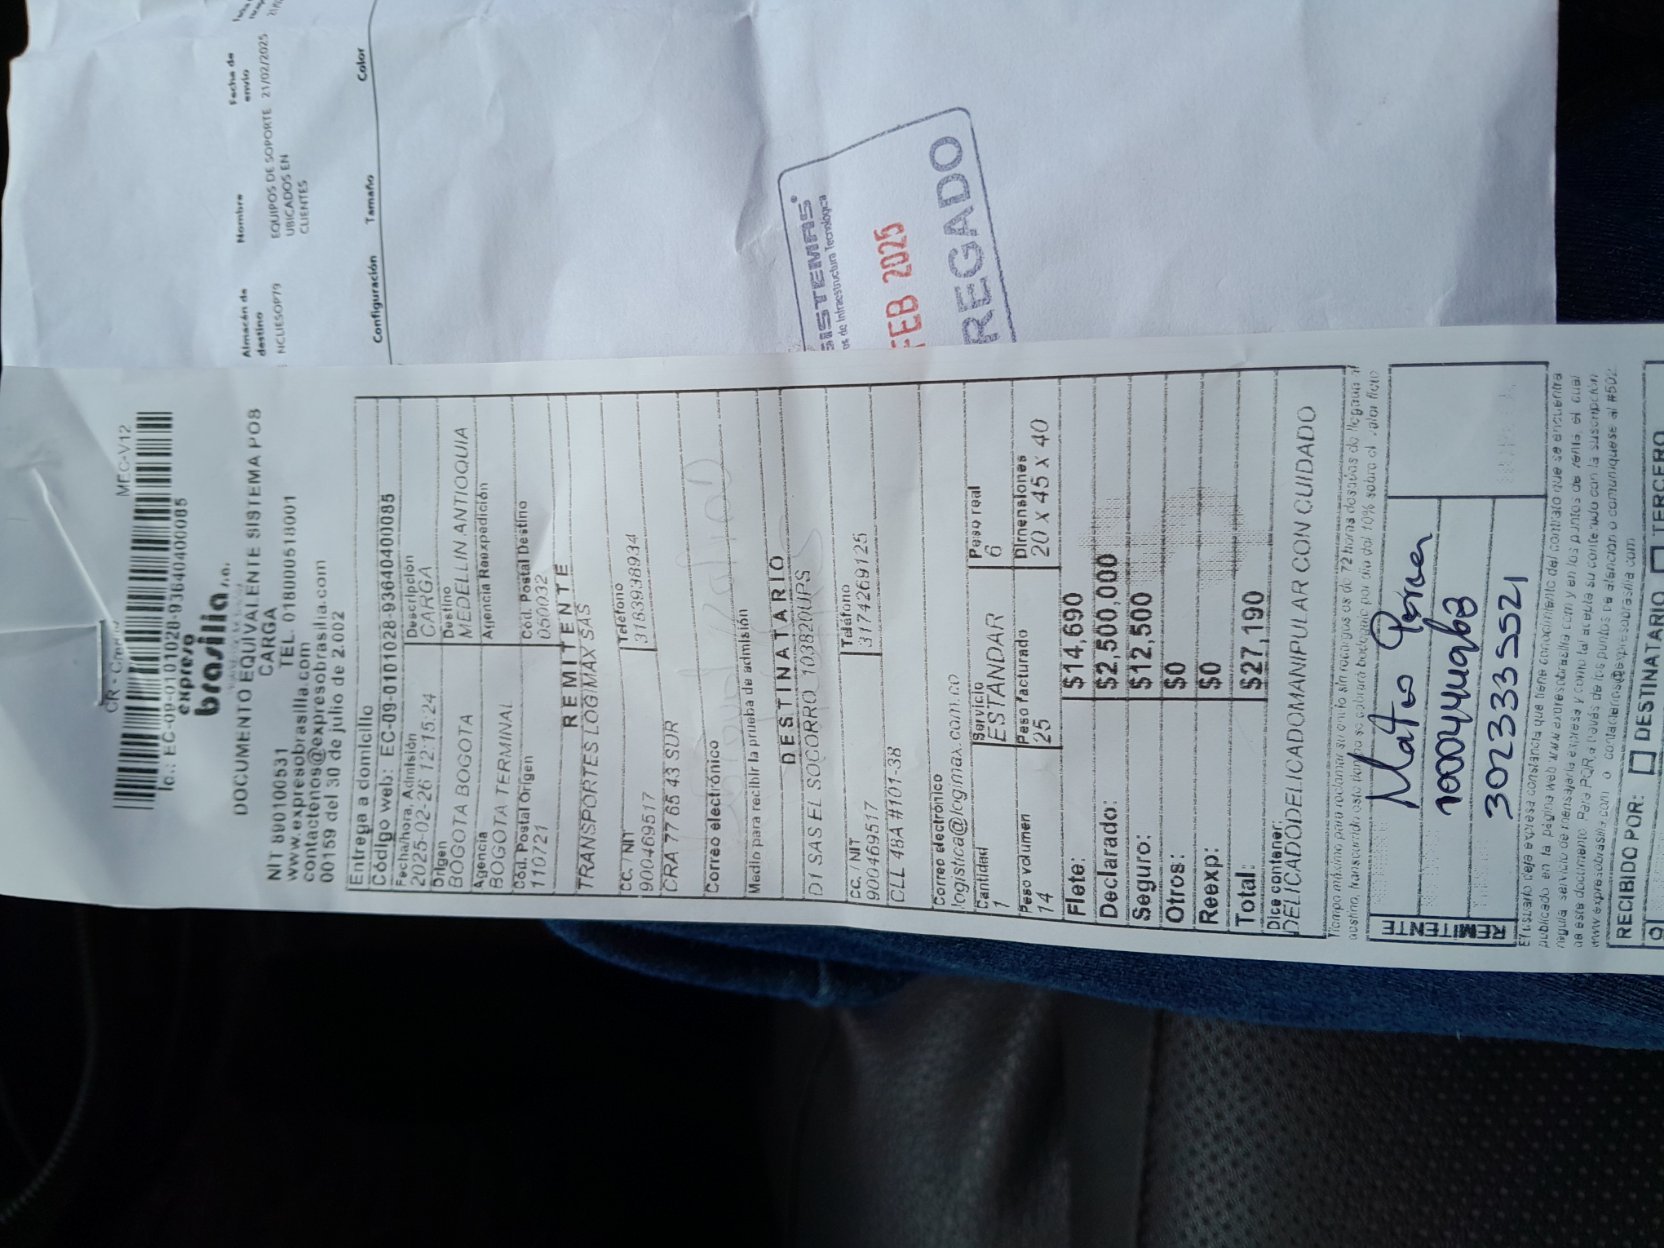 Almacén de destino
Nombre
Fecha de envío
NCLIESOP79
EQUIPOS DE SOPORTE
UBICADOS EN
CLIENTES
21/02/2025
Configuración
Tamaño
Color
SISTEMAS
de Infraestructura Tecnológica
FEB 2025
REGADO
MEC-V12
expreso
brasilia s.a.
DOCUMENTO EQUIVALENTE SISTEMA POS
CARGA
NIT 890100531
TEL. 018000518001
www.expresobrasilia.com
contactenos@expresobrasilia.com
00159 del 30 de julio de 2.002
Entrega a domicilio
Código web: EC-09-0101028-93640400085
Fecha/hora, Admisión
Descripción
2025-02-26 12:15:24
CARGA
Origen
Destino
BOGOTA BOGOTA
MEDELLIN ANTIOQUIA
Agencia
Agencia Reexpedición
BOGOTA TERMINAL
Cód. Postal Origen
Cód. Postal Destino
110721
050032
REMITENTE
TRANSPORTES LOGIMAX SAS
CC. / NIT
Teléfono
900469517
3183938934
CRA 77 65 43 SUR
Correo electrónico
Medio para recibir la prueba de admisión
DESTINATARIO
D1 SAS EL SOCORRO 10382UPS
CC. / NIT
Teléfono
900469517
3174269125
CLL 48A #101-38
Correo electrónico
logistica@logimax.com.co
Cantidad
Servicio
Peso real
1
ESTANDAR
6
Peso volumen
Peso facturado
Dimensiones
14
25
20 x 45 x 40
Flete: $14,690
Declarado: $2,500,000
Seguro: $12,500
Otros: $0
Reexp: $0
Total: $27,190
Dice contener:
DELICADODELICADOMANIPULAR CON CUIDADO
REMITENTE
3023335521
RECIBIDO POR:
DESTINATARIO
TERCERO